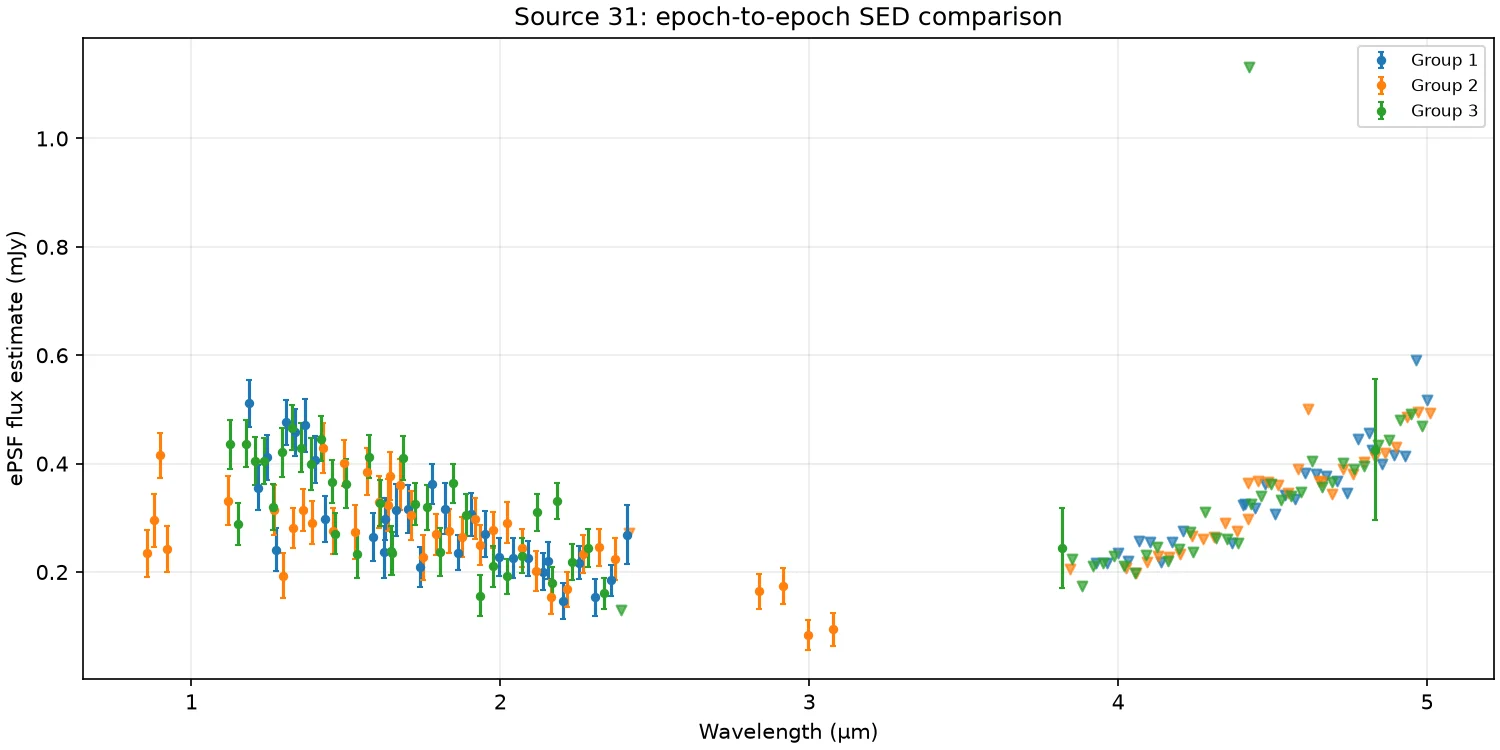 Source 31: epoch-to-epoch SED comparison
Group 1
Group 2
Group 3
1.0
0.8
0.6
0.4
0.2
ePSF flux estimate (mJy)
1
2
3
4
5
Wavelength (μm)